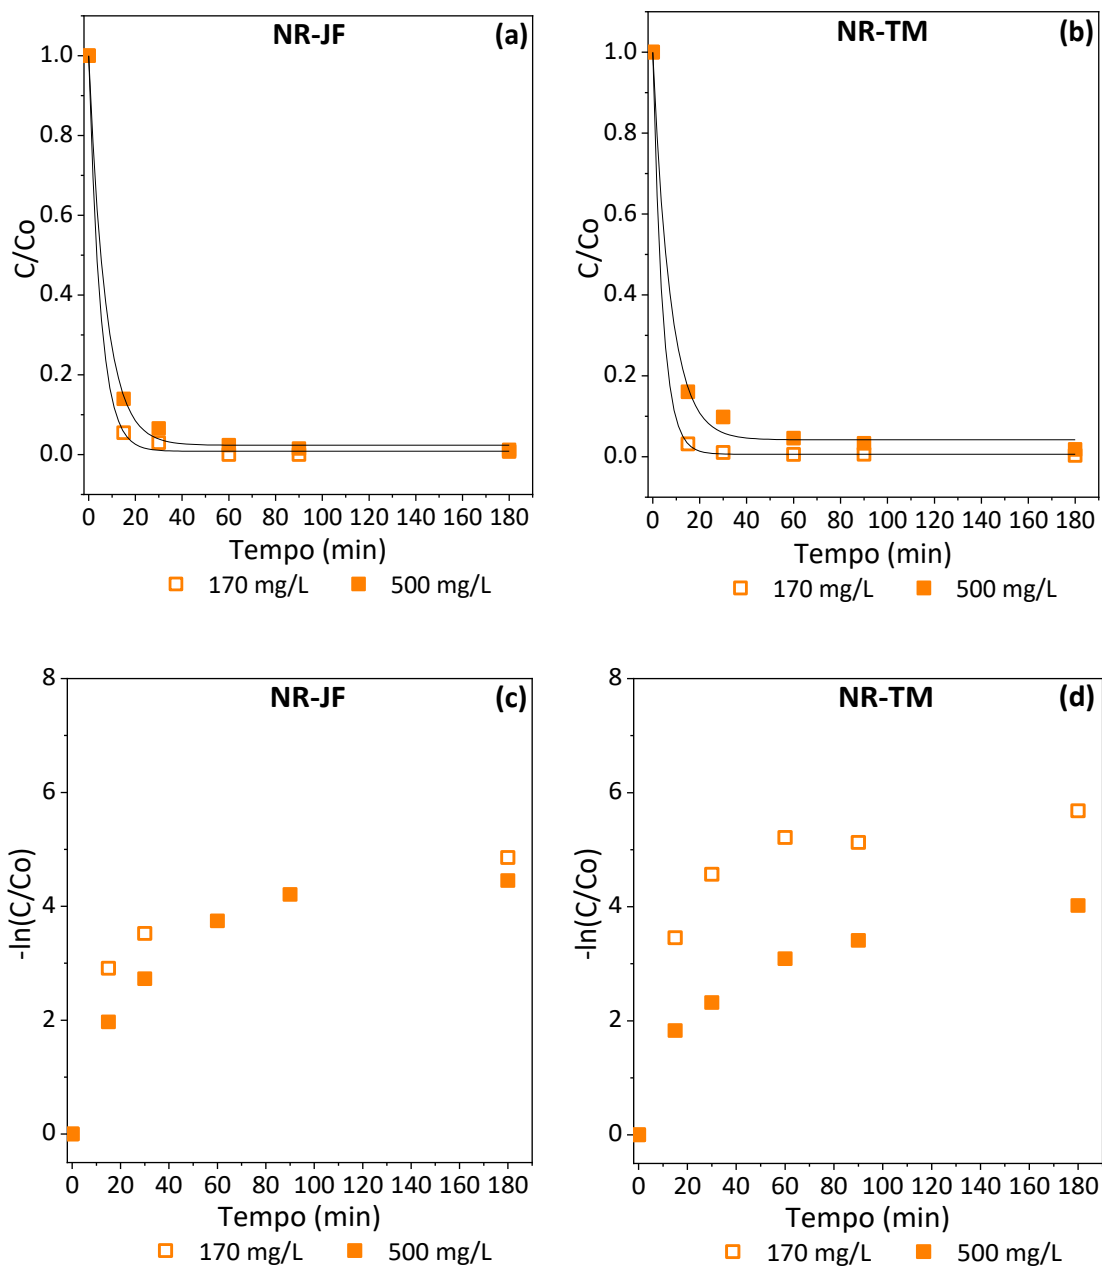 NR-JF (a)
1.0
0.8
0.6
0.4
0.2
0.0
C/Co
0 20 40 60 80 100 120 140 160 180
Tempo (min)
170 mg/L 500 mg/L
NR-TM (b)
1.0
0.8
0.6
0.4
0.2
0.0
C/Co
0 20 40 60 80 100 120 140 160 180
Tempo (min)
170 mg/L 500 mg/L
NR-JF (c)
8
6
4
2
0
-ln(C/Co)
0 20 40 60 80 100 120 140 160 180
Tempo (min)
170 mg/L 500 mg/L
NR-TM (d)
8
6
4
2
0
-ln(C/Co)
0 20 40 60 80 100 120 140 160 180
Tempo (min)
170 mg/L 500 mg/L